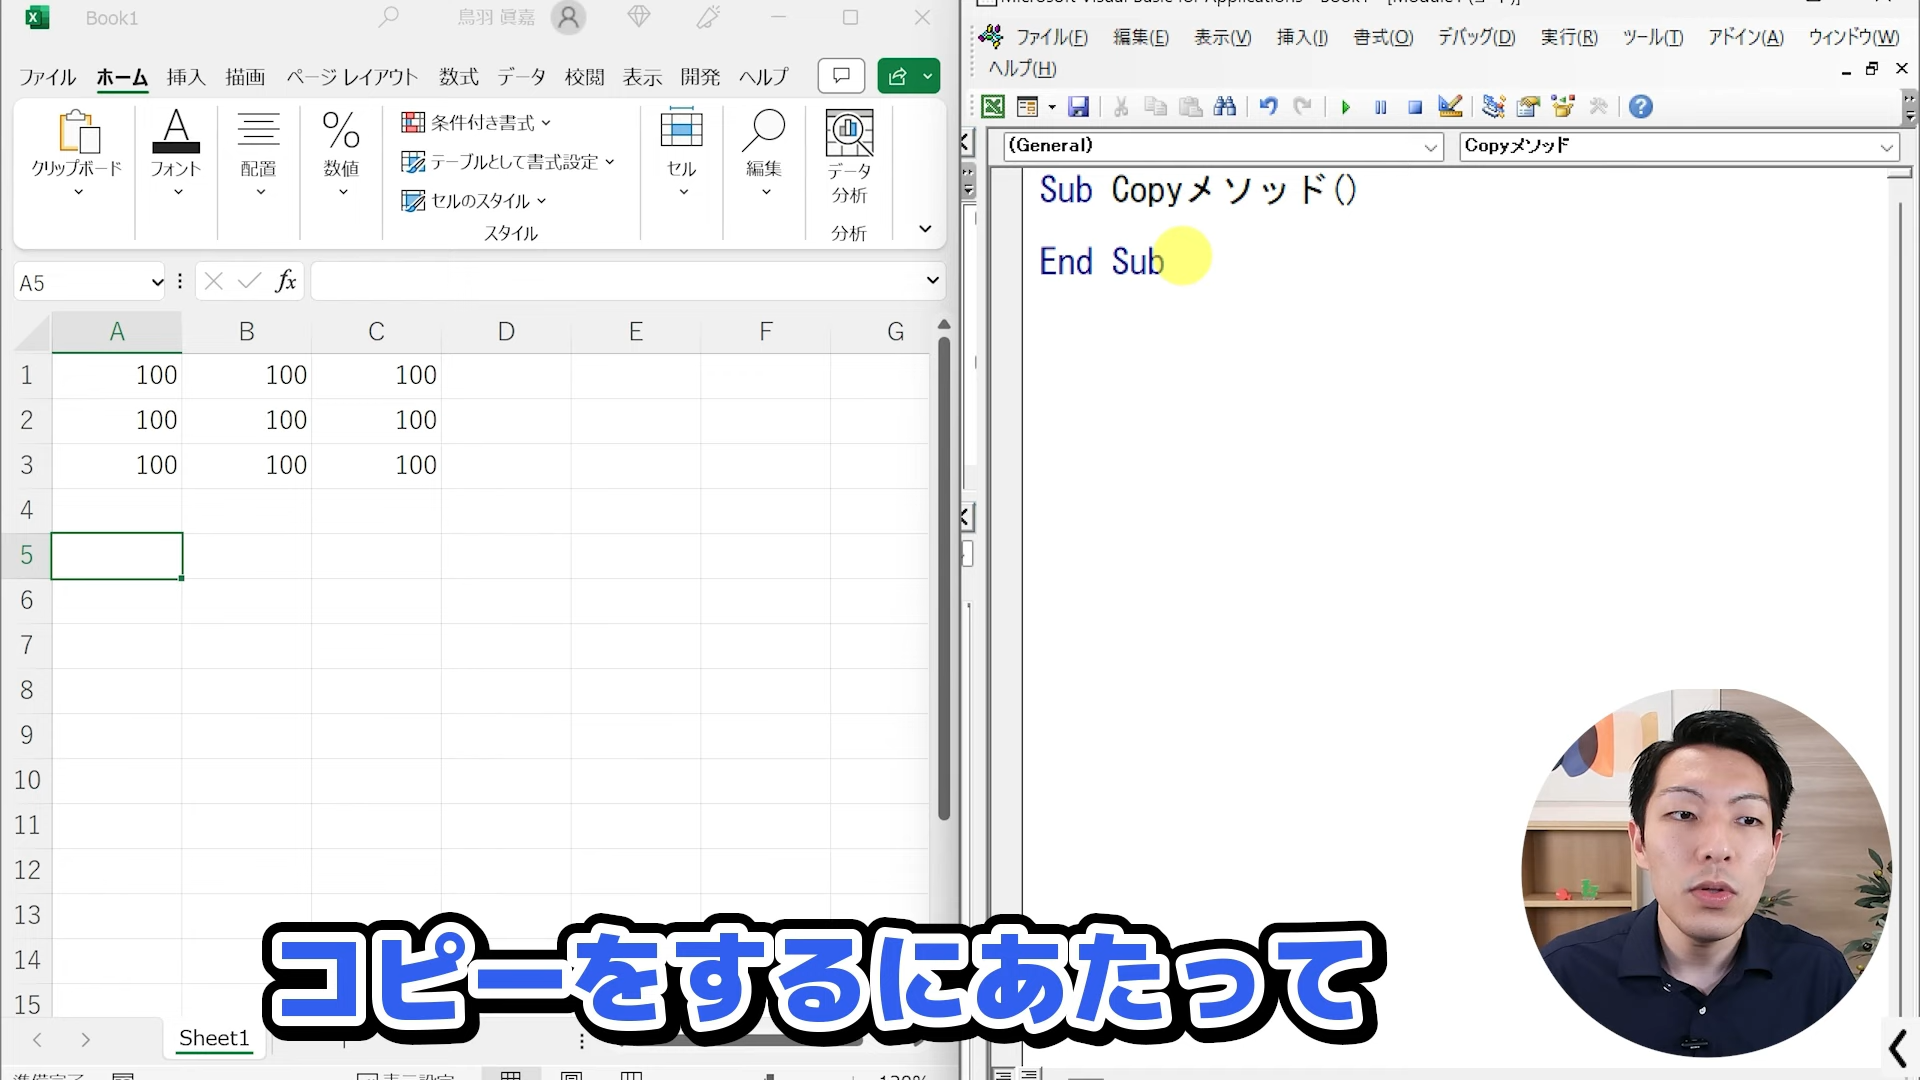 Book1
鳥羽 眞嘉
ファイル ホーム 挿入 描画 ページ レイアウト 数式 データ 校閲 表示 開発 ヘルプ
クリップボード
フォント
配置
数値
条件付き書式
テーブルとして書式設定
セルのスタイル
スタイル
セル
編集
データ
分析
分析
A5
fx
A B C D E F G
1 100 100 100
2 100 100 100
3 100 100 100
4
5
6
7
8
9
10
11
12
13
14
15
Sheet1
ファイル(F) 編集(E) 表示(V) 挿入(I) 書式(O) デバッグ(D) 実行(R) ツール(T) アドイン(A) ウィンドウ(W)
ヘルプ(H)
(General)
Copyメソッド
Sub Copyメソッド()
End Sub
コピーをするにあたって